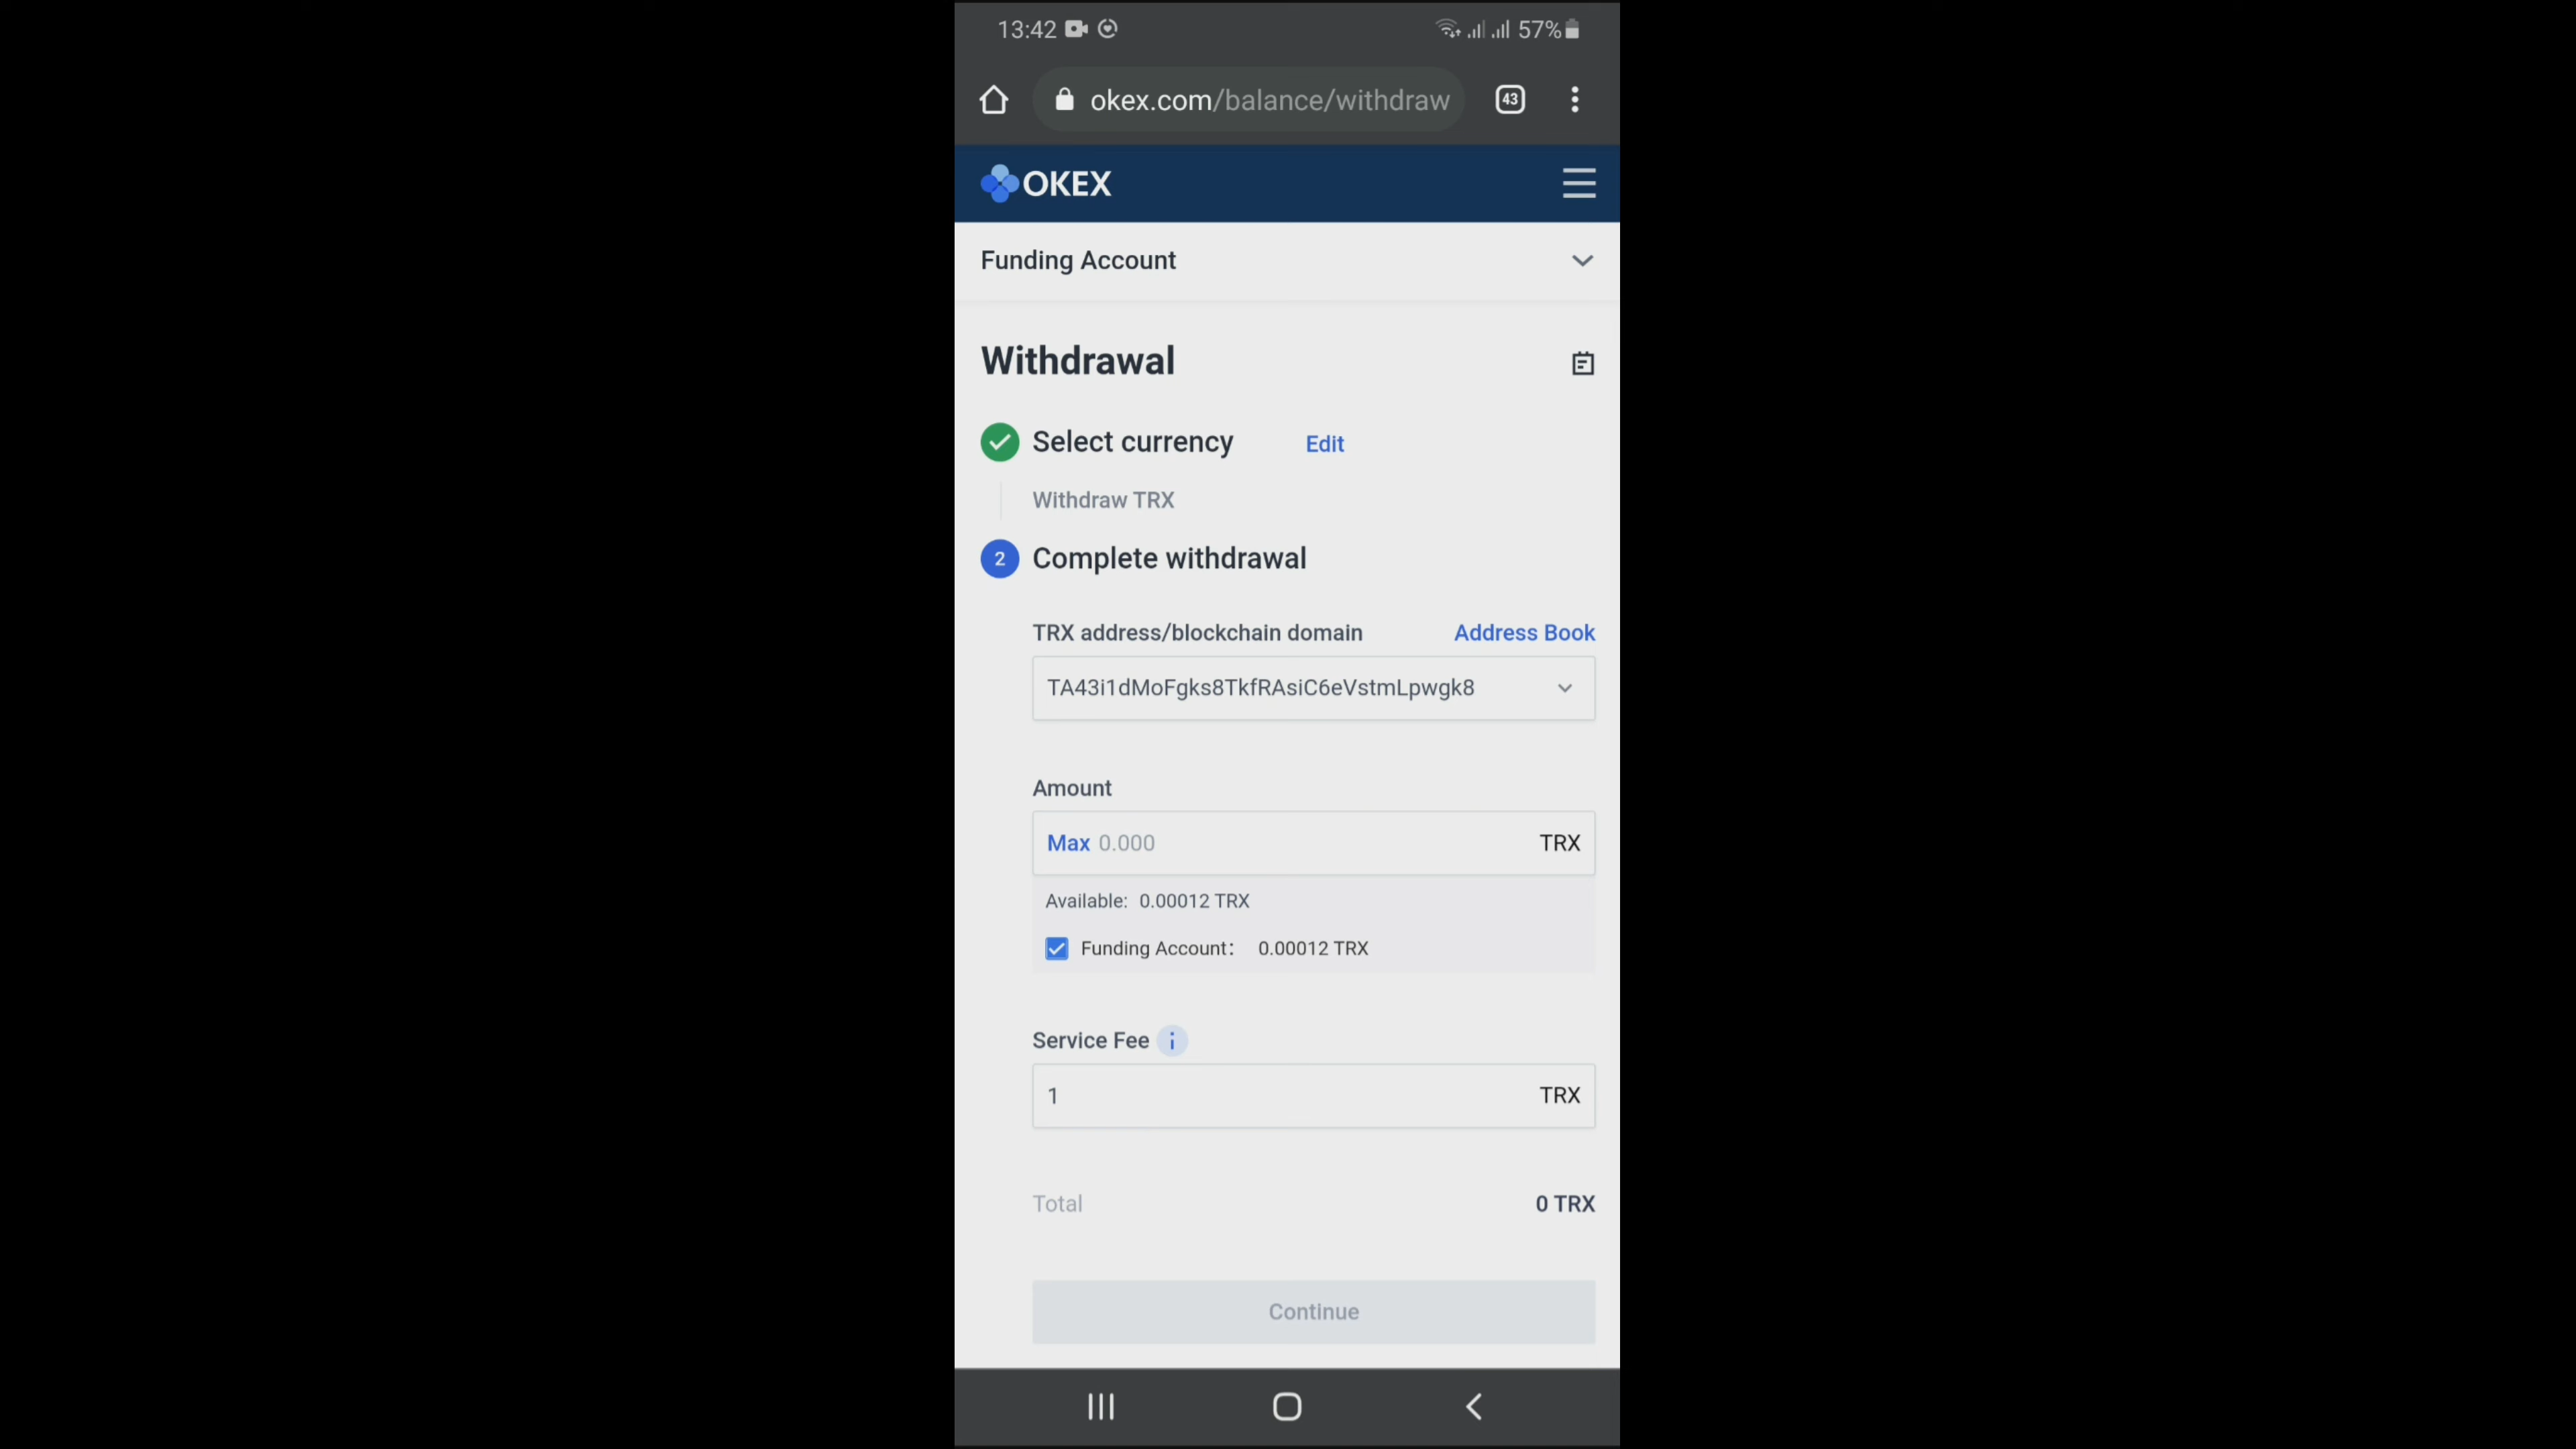 13:42 57%
okex.com/balance/withdraw 43
OKEX
Funding Account
Withdrawal
Select currency Edit
Withdraw TRX
2 Complete withdrawal
TRX address/blockchain domain Address Book
TA43i1dMoFgks8TkfRAsiC6eVstmLpwgk8
Amount
Max 0.000 TRX
Available: 0.00012 TRX
Funding Account: 0.00012 TRX
Service Fee i
1 TRX
Total 0 TRX
Continue